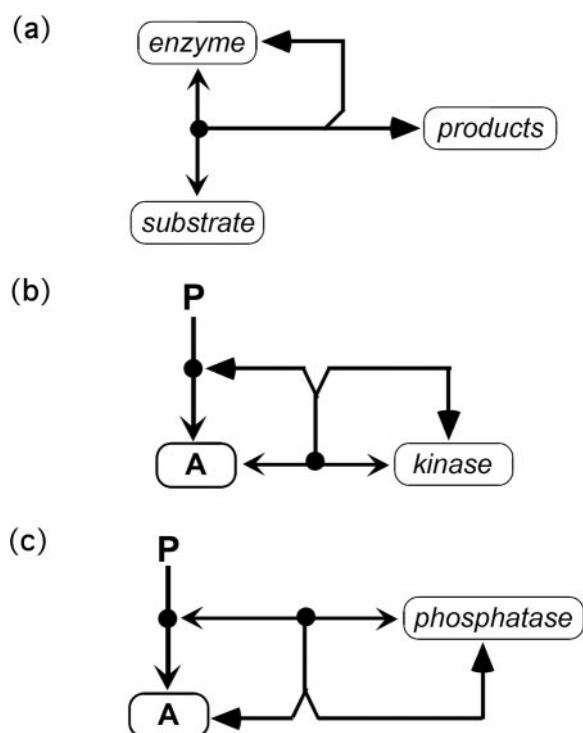 (a)
enzyme
products
substrate
(b)
P
A
kinase
(c)
P
phosphatase
A